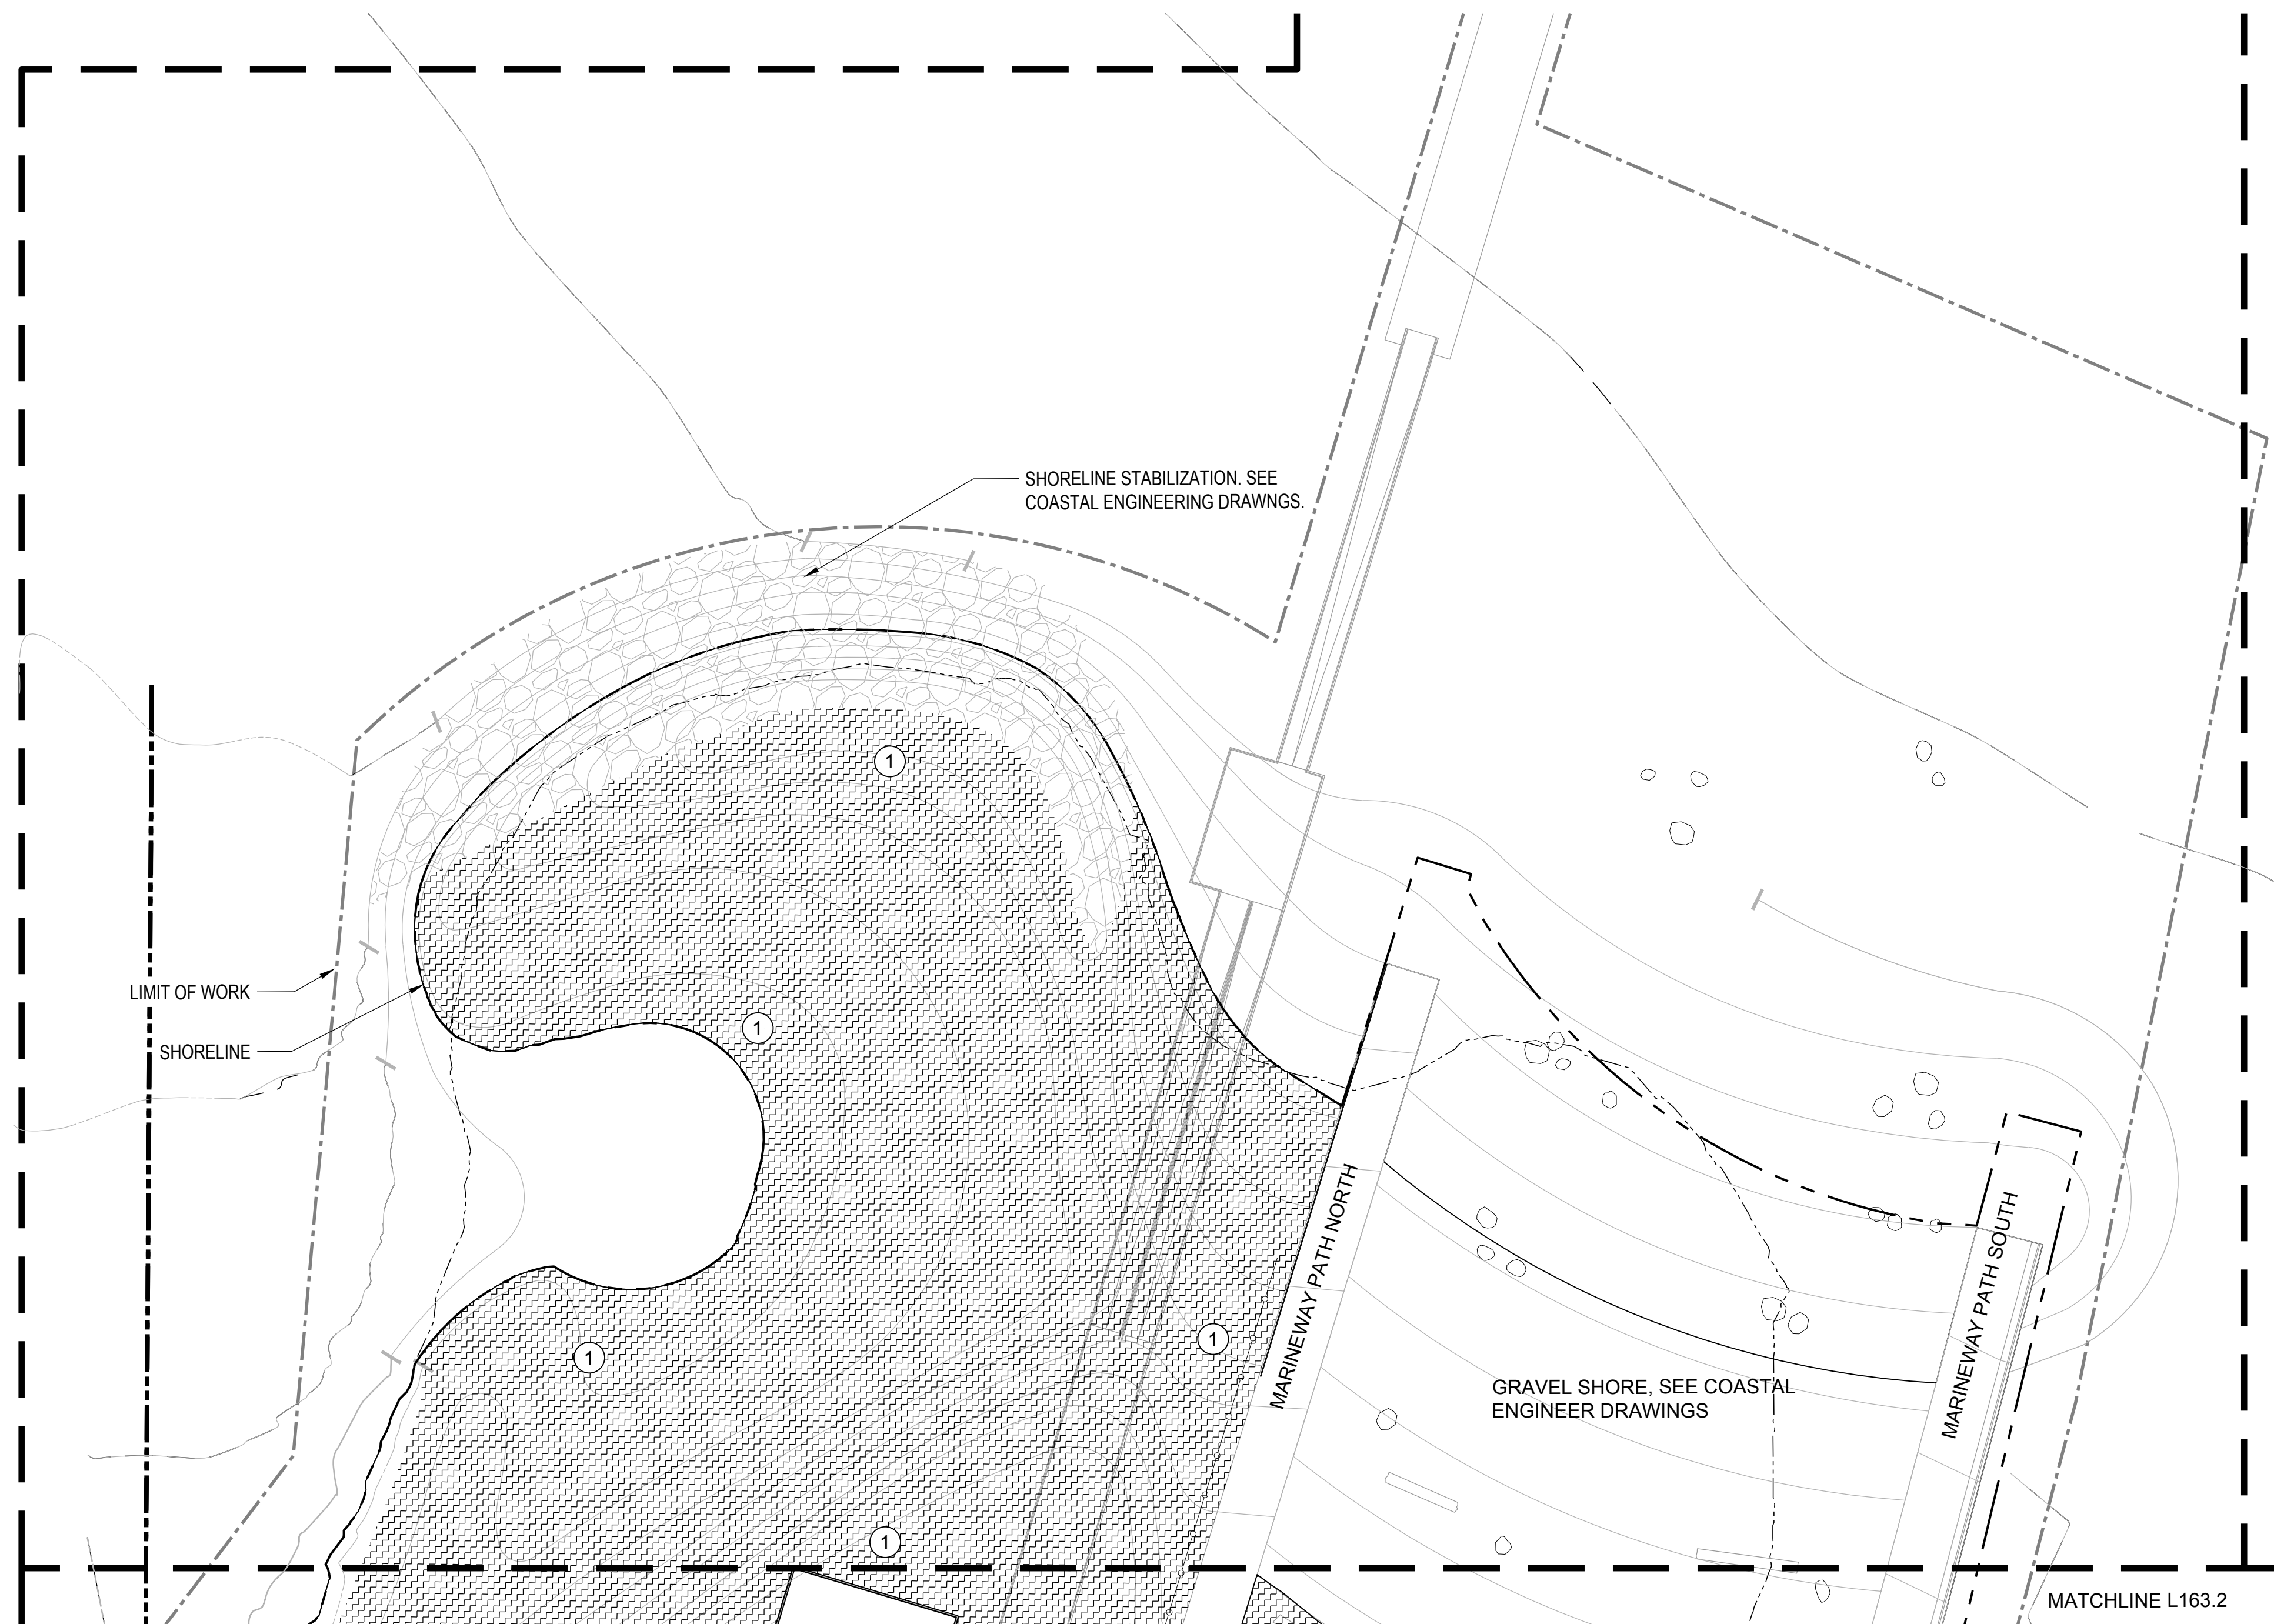 SHORELINE STABILIZATION. SEE
COASTAL ENGINEERING DRAWNGS.
1
LIMIT OF WORK
SHORELINE
1
MARINEWAY PATH NORTH
MARINEWAY PATH SOUTH
1
1
GRAVEL SHORE, SEE COASTAL
ENGINEER DRAWINGS
1
MATCHLINE L163.2